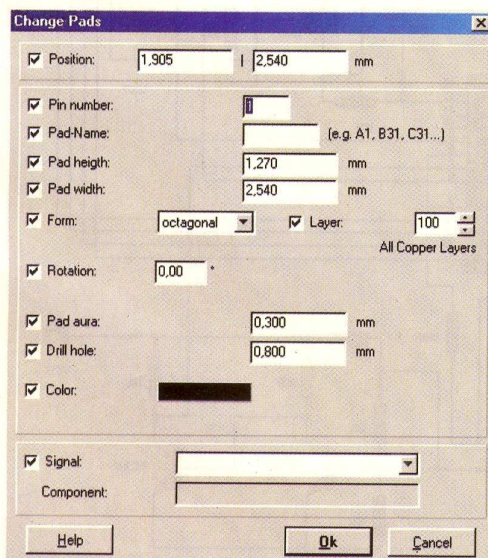 Change Pads
Position: 1,905 | 2,540 mm
Pin number: 1
Pad-Name: (e.g. A1, B31, C31...)
Pad heigth: 1,270 mm
Pad width: 2,540 mm
Form: octagonal Layer: 100
All Copper Layers
Rotation: 0,00 °
Pad aura: 0,300 mm
Drill hole: 0,800 mm
Color:
Signal:
Component:
Help Ok Cancel